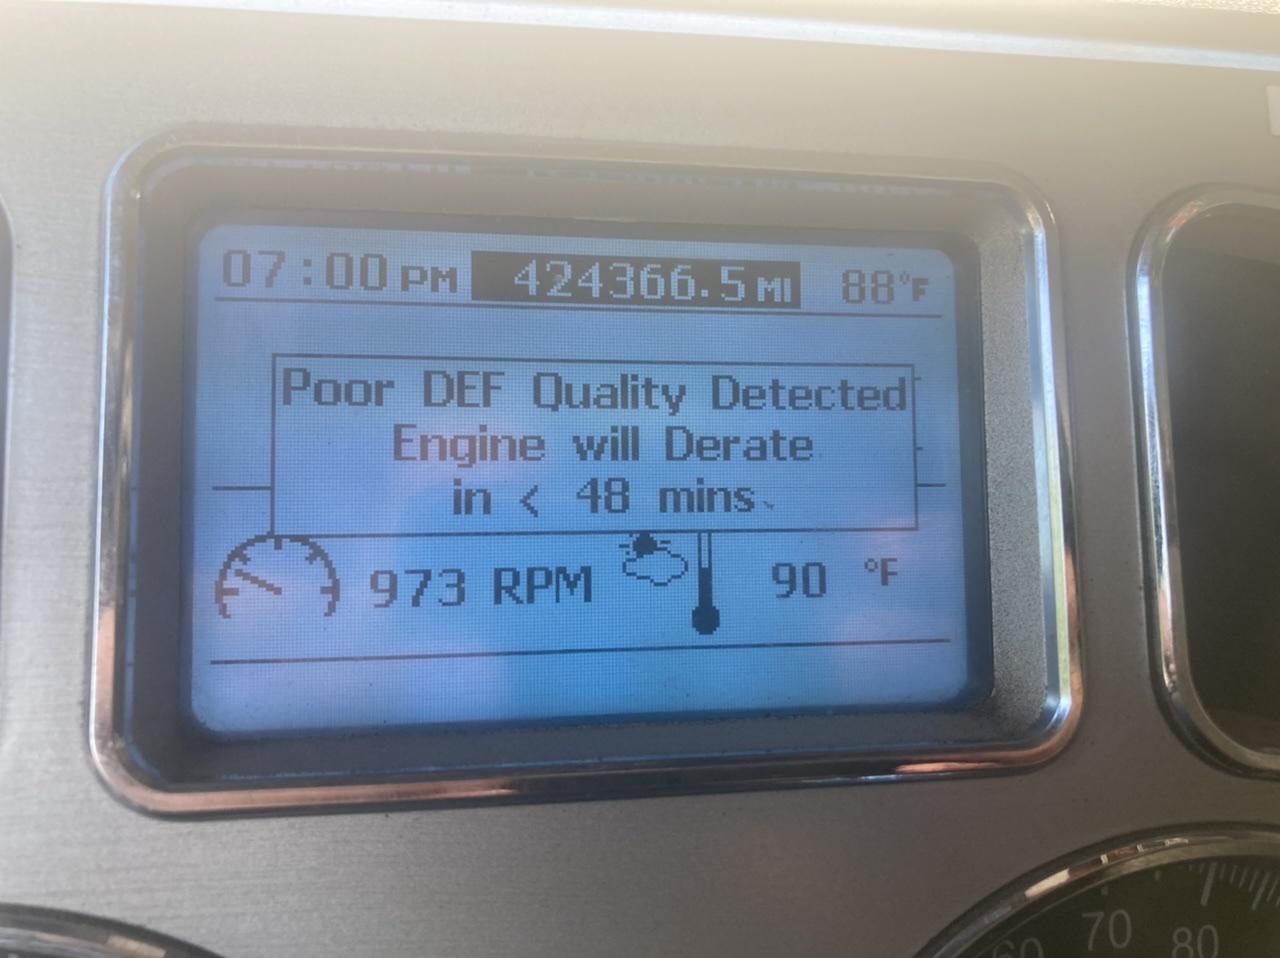 07:00 PM 424366.5 MI 88°F
Poor DEF Quality Detected
Engine will Derate
in < 48 mins
973 RPM 90 °F
70
60 80